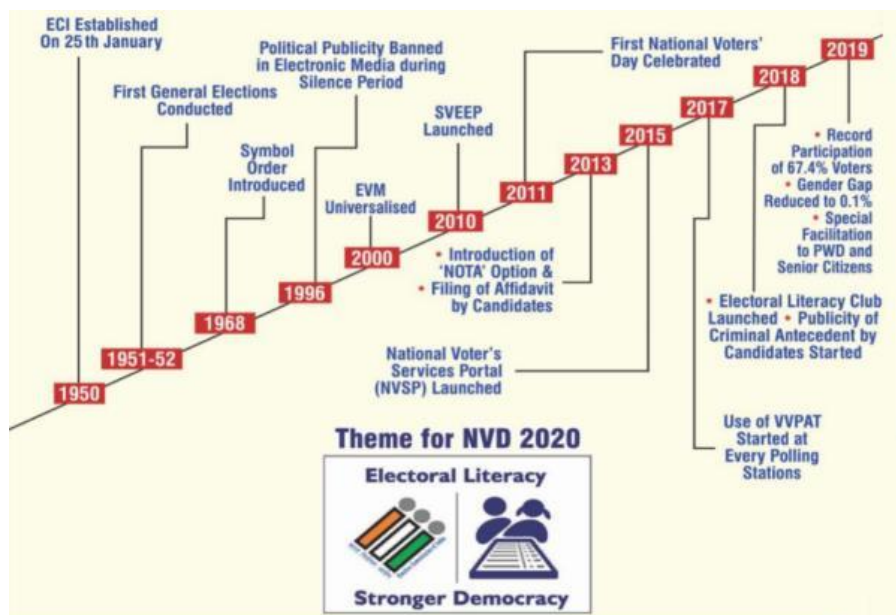 ECI Established
On 25th January
1950
First General Elections
Conducted
1951-52
Symbol
Order
Introduced
1968
Political Publicity Banned
in Electronic Media during
Silence Period
1996
EVM
Universalised
2000
SVEEP
Launched
2010
First National Voters'
Day Celebrated
2011
2013
• Introduction of
'NOTA' Option &
• Filing of Affidavit
by Candidates
2015
National Voter's
Services Portal
(NVSP) Launched
2017
Use of VVPAT
Started at
Every Polling
Stations
2018
• Electoral Literacy Club
Launched • Publicity of
Criminal Antecedent by
Candidates Started
2019
• Record
Participation
of 67.4% Voters
• Gender Gap
Reduced to 0.1%
• Special
Facilitation
to PWD and
Senior Citizens
Theme for NVD 2020
Electoral Literacy
Stronger Democracy